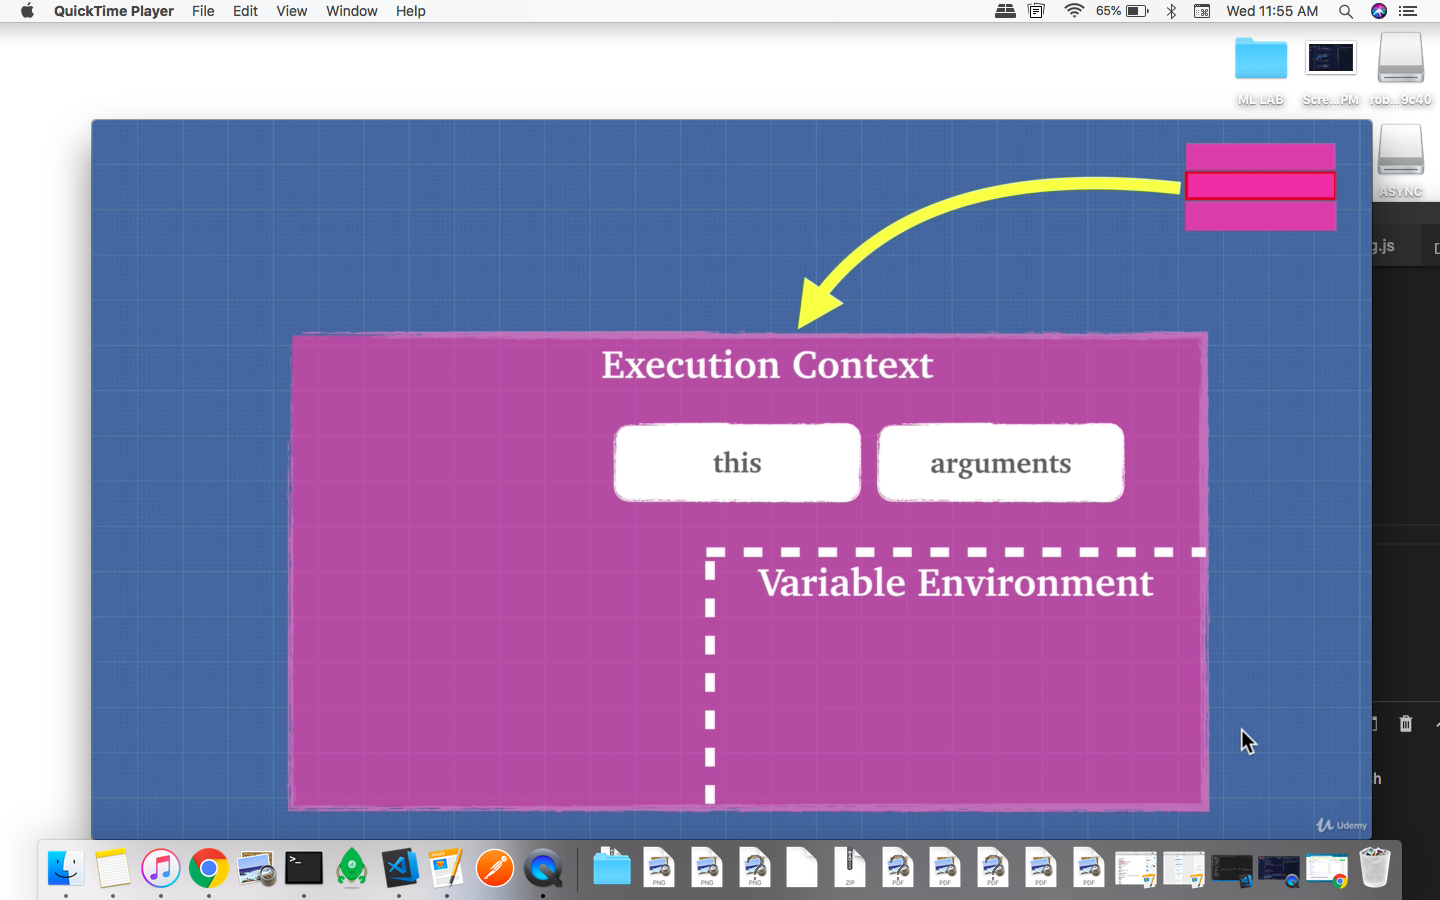 QuickTime Player File Edit View Window Help 65% Wed 11:55 AM
ML LAB Scre...PM rob...9c40
ASYNC
g.js
Execution Context
this arguments
Variable Environment
h
Udemy
PNG PNG PNG ZIP PDF PDF PDF PDF PDF